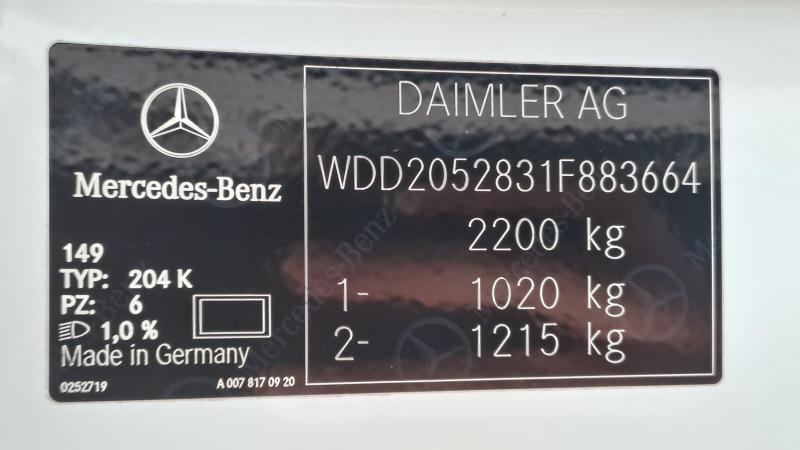 Mercedes-Benz
149
TYP: 204 K
PZ: 6
1,0 %
Made in Germany
0252719
A 007 817 09 20
DAIMLER AG
WDD2052831F883664
2200 kg
1- 1020 kg
2- 1215 kg